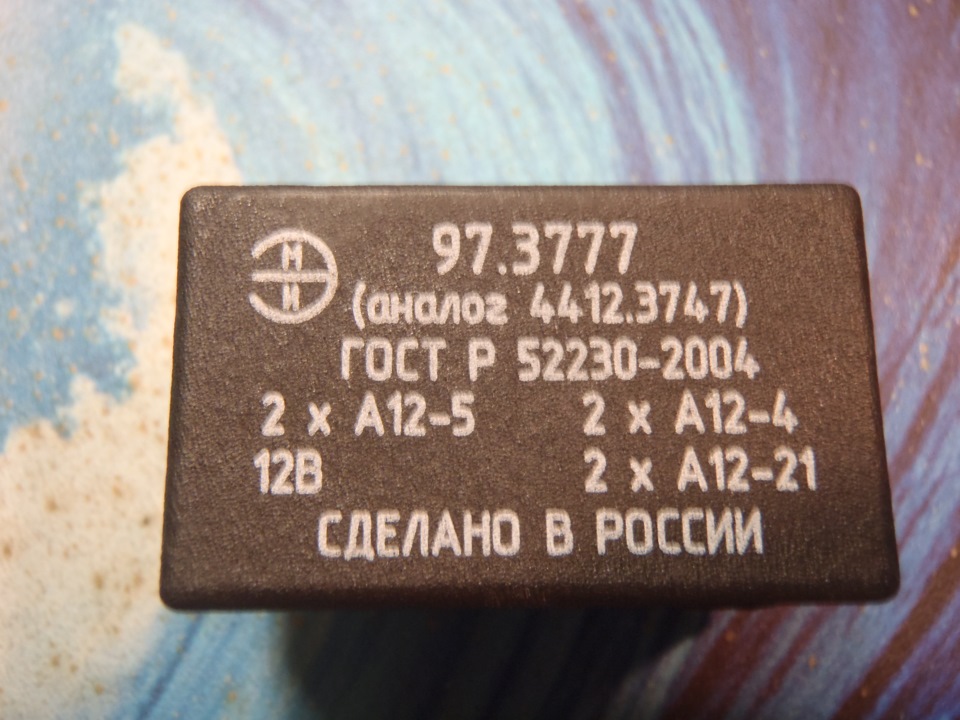 МИ
97.3777
(аналог 4412.3747)
ГОСТ Р 52230-2004
2 х А12-5 2 х А12-4
12В 2 х А12-21
СДЕЛАНО В РОССИИ